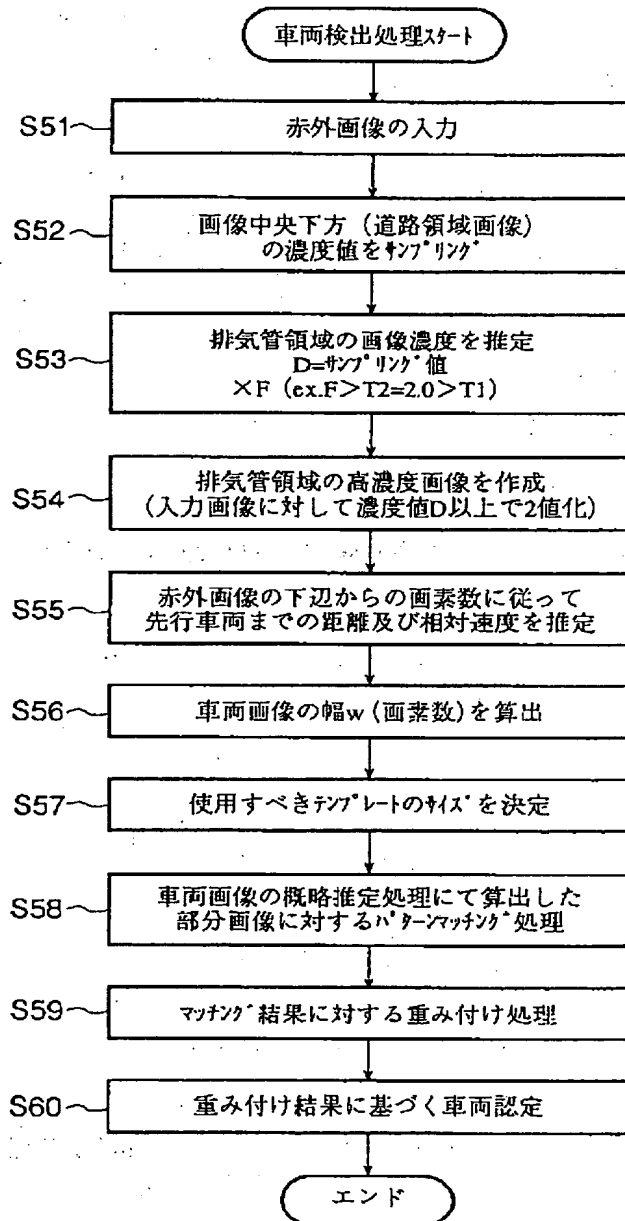 車両検出処理ｽﾀｰﾄ
S51
赤外画像の入力
S52
画像中央下方（道路領域画像）
の濃度値をｻﾝﾌﾟﾘﾝｸﾞ
S53
排気管領域の画像濃度を推定
D=ｻﾝﾌﾟﾘﾝｸﾞ値
×F（ex.F＞T2=2.0＞T1）
S54
排気管領域の高濃度画像を作成
（入力画像に対して濃度値D以上で2値化）
S55
赤外画像の下辺からの画素数に従って
先行車両までの距離及び相対速度を推定
S56
車両画像の幅w（画素数）を算出
S57
使用すべきﾃﾝﾌﾟﾚｰﾄのｻｲｽﾞを決定
S58
車両画像の概略推定処理にて算出した
部分画像に対するﾊﾟﾀｰﾝﾏｯﾁﾝｸﾞ処理
S59
ﾏｯﾁﾝｸﾞ結果に対する重み付け処理
S60
重み付け結果に基づく車両認定
エンド